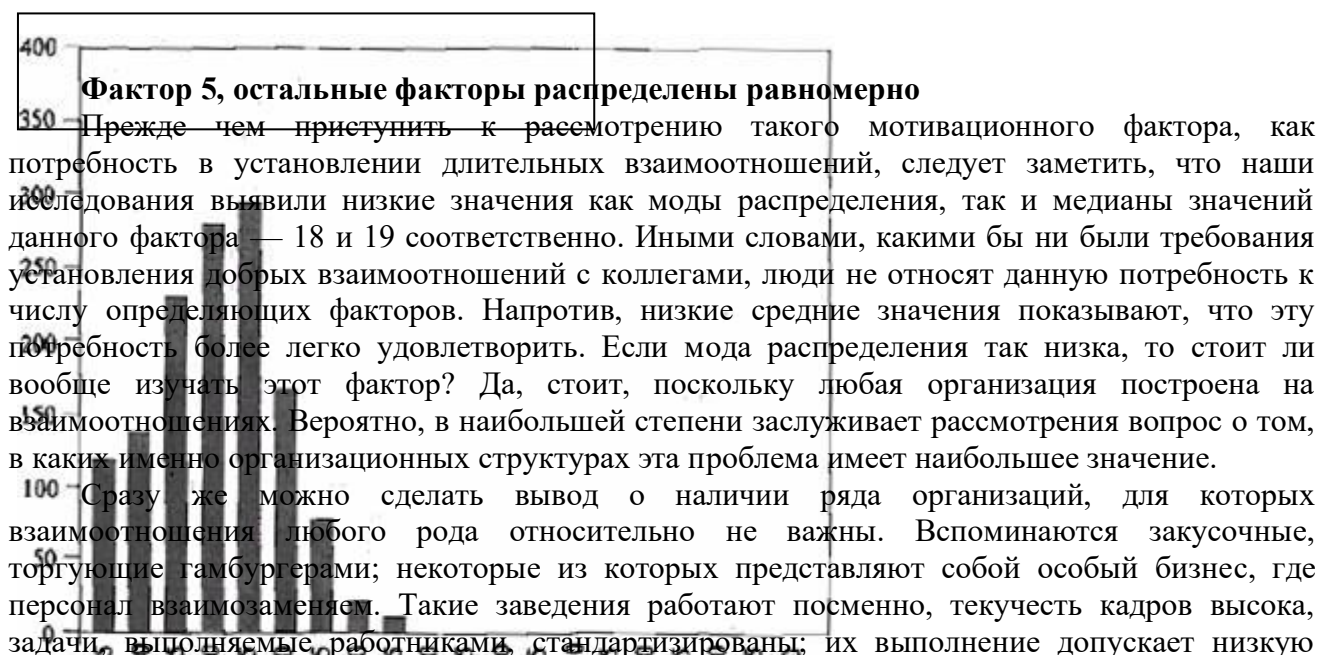 400
Фактор 5, остальные факторы распределены равномерно
350 Прежде чем приступить к рассмотрению такого мотивационного фактора, как
потребность в установлении длительных взаимоотношений, следует заметить, что наши
300 исследования выявили низкие значения как моды распределения, так и медианы значений
данного фактора — 18 и 19 соответственно. Иными словами, какими бы ни были требования
250 установления добрых взаимоотношений с коллегами, люди не относят данную потребность к
числу определяющих факторов. Напротив, низкие средние значения показывают, что эту
200 потребность более легко удовлетворить. Если мода распределения так низка, то стоит ли
вообще изучать этот фактор? Да, стоит, поскольку любая организация построена на
150 взаимоотношениях. Вероятно, в наибольшей степени заслуживает рассмотрения вопрос о том,
в каких именно организационных структурах эта проблема имеет наибольшее значение.
100 Сразу же можно сделать вывод о наличии ряда организаций, для которых
взаимоотношения любого рода относительно не важны. Вспоминаются закусочные,
50 торгующие гамбургерами; некоторые из которых представляют собой особый бизнес, где
персонал взаимозаменяем. Такие заведения работают посменно, текучесть кадров высока,
0 задачи, выполняемые работниками, стандартизированы; их выполнение допускает низкую